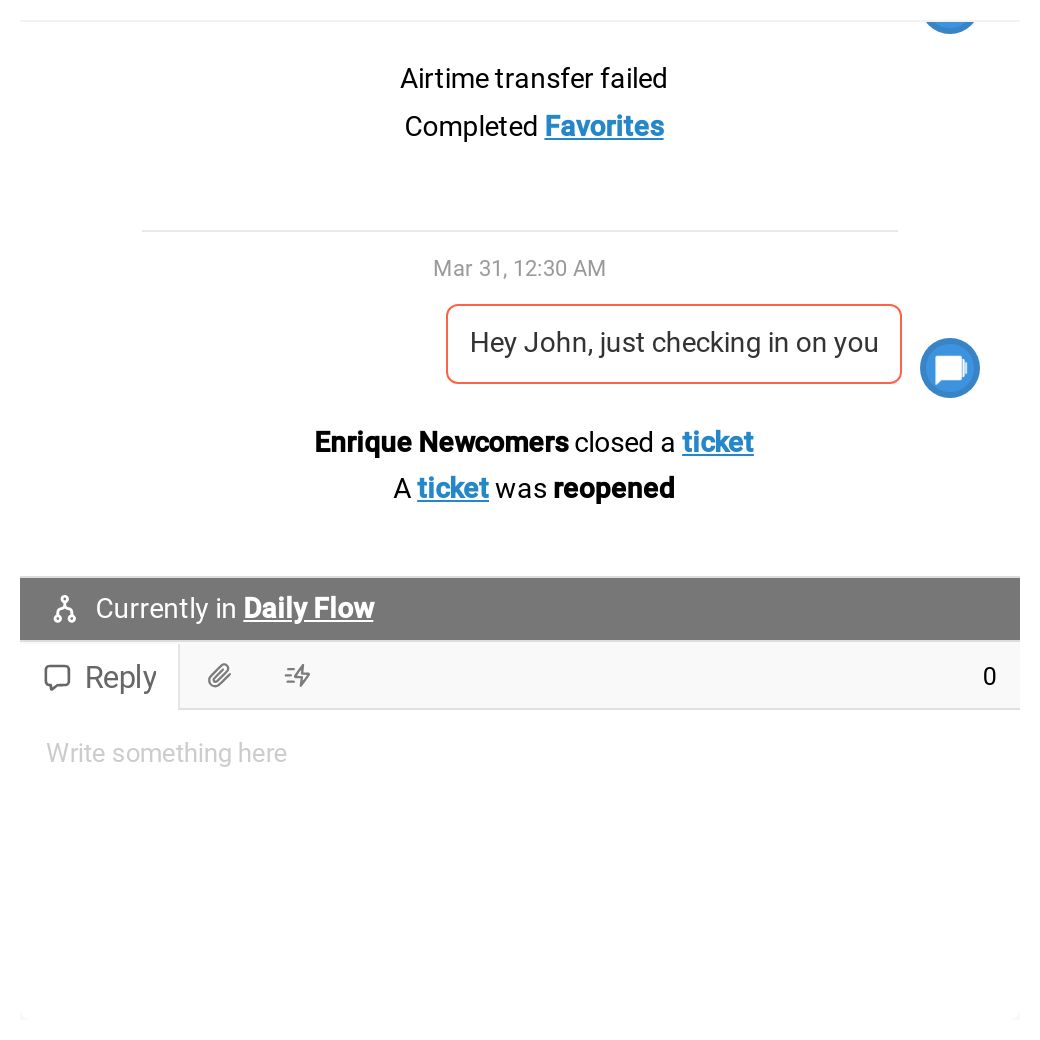 Airtime transfer failed
Completed Favorites
Mar 31, 12:30 AM
Hey John, just checking in on you
Enrique Newcomers closed a ticket
A ticket was reopened
Currently in Daily Flow
Reply
0
Write something here